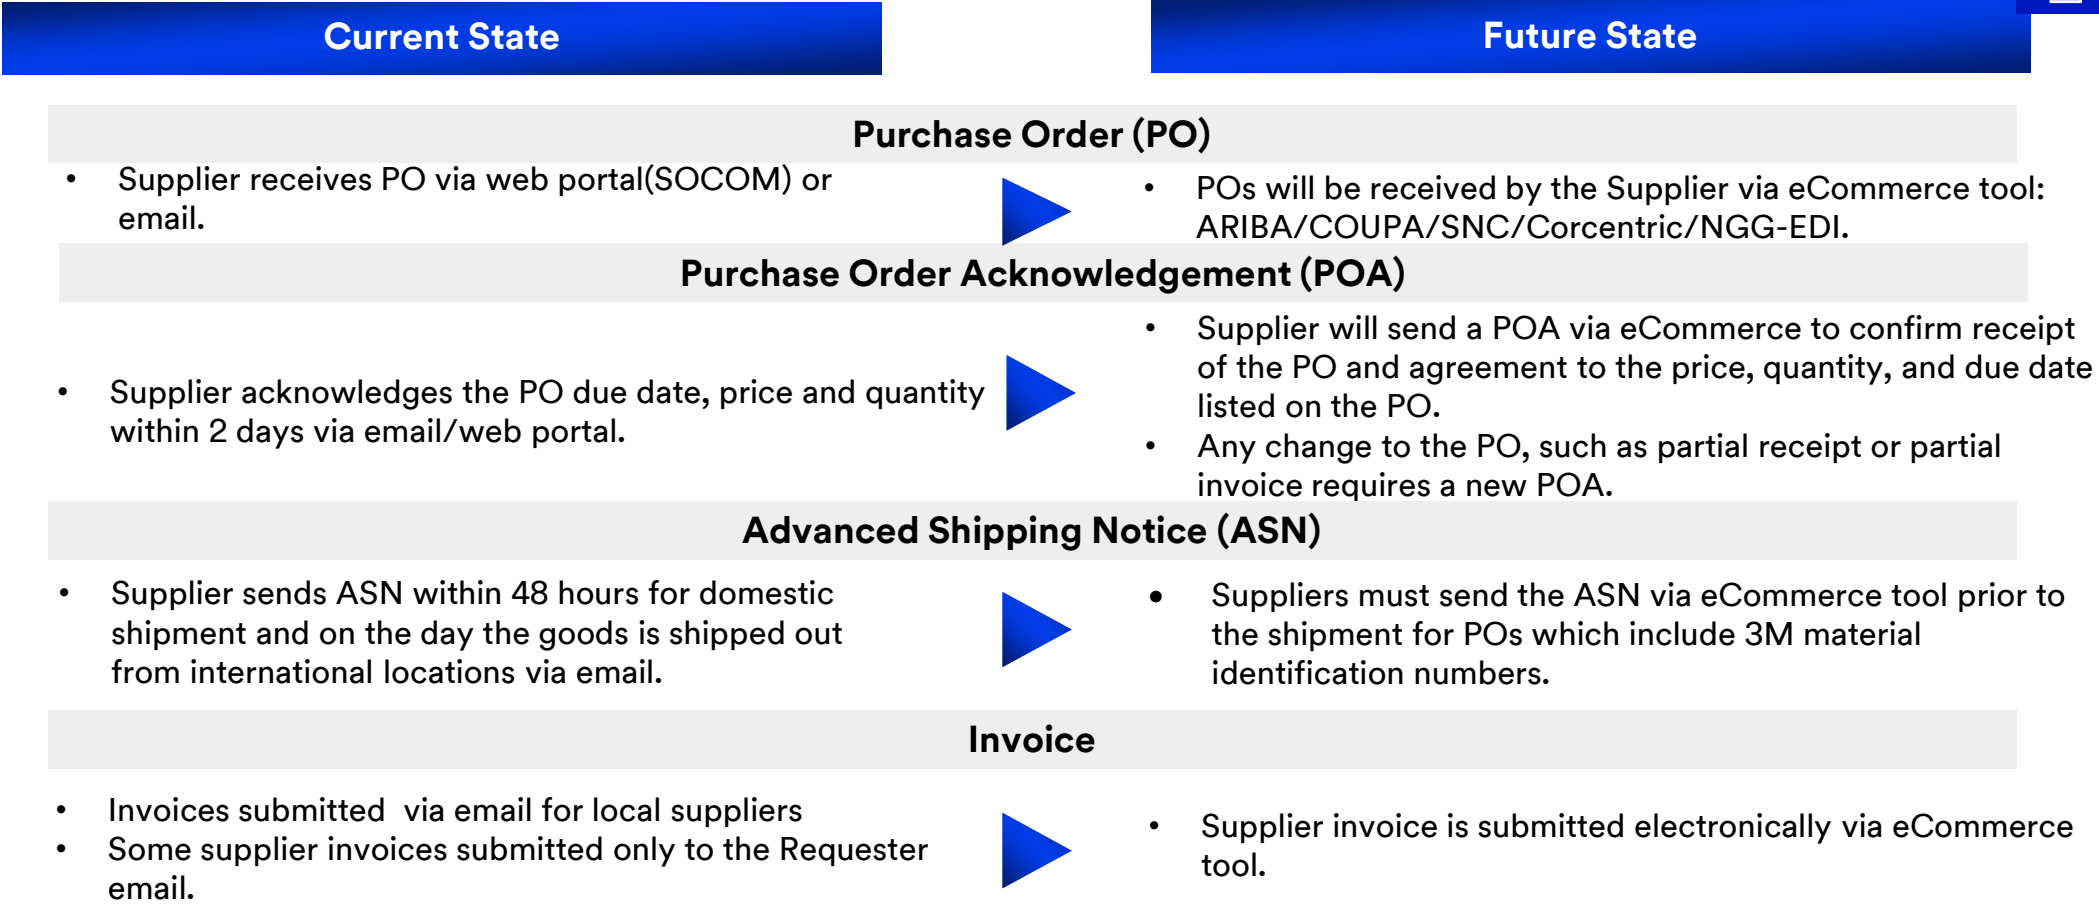 Current State
Future State
Purchase Order (PO)
• Supplier receives PO via web portal(SOCOM) or
email.
• POs will be received by the Supplier via eCommerce tool:
ARIBA/COUPA/SNC/Corcentric/NGG-EDI.
Purchase Order Acknowledgement (POA)
• Supplier acknowledges the PO due date, price and quantity
within 2 days via email/web portal.
• Supplier will send a POA via eCommerce to confirm receipt
of the PO and agreement to the price, quantity, and due date
listed on the PO.
• Any change to the PO, such as partial receipt or partial
invoice requires a new POA.
Advanced Shipping Notice (ASN)
• Supplier sends ASN within 48 hours for domestic
shipment and on the day the goods is shipped out
from international locations via email.
• Suppliers must send the ASN via eCommerce tool prior to
the shipment for POs which include 3M material
identification numbers.
Invoice
• Invoices submitted  via email for local suppliers
• Some supplier invoices submitted only to the Requester
email.
• Supplier invoice is submitted electronically via eCommerce
tool.